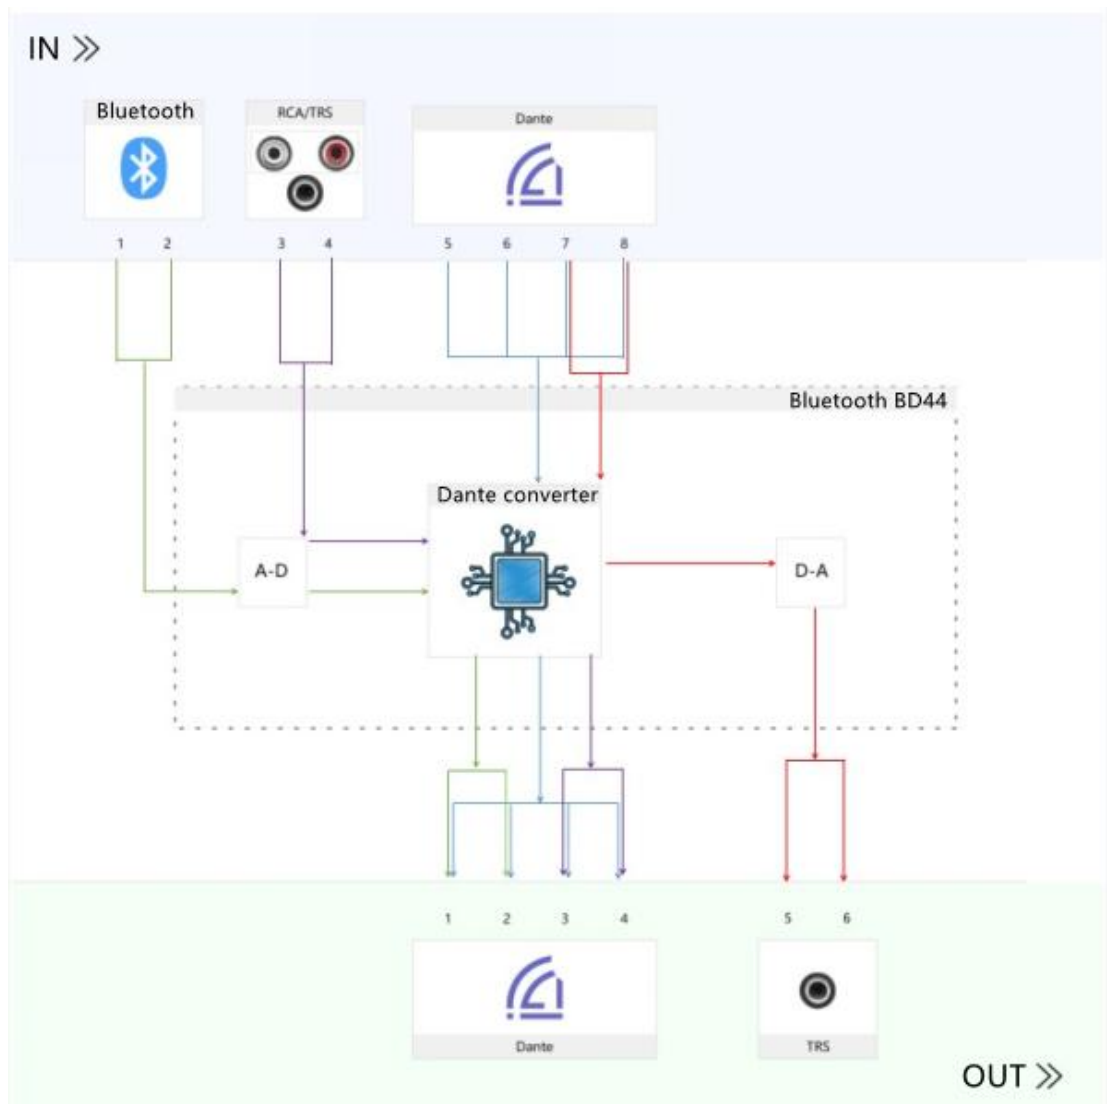 IN >>
Bluetooth
RCA/TRS
Dante
1 2 3 4 5 6 7 8
Bluetooth BD44
Dante converter
A-D
D-A
1 2 3 4 5 6
Dante
TRS
OUT >>